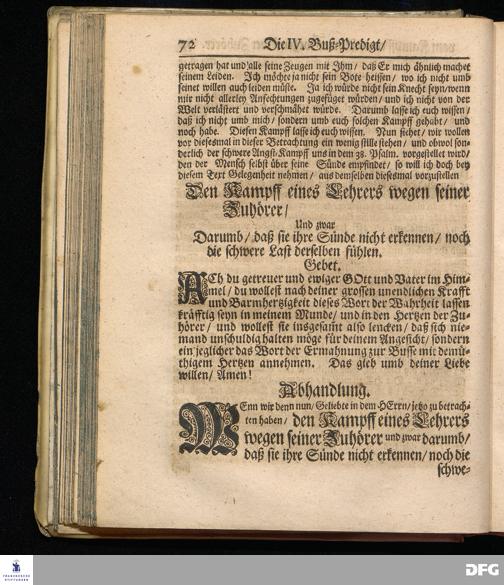 72 Die IV. Buß-Predigt/
getragen hat und alle seine Zeugen mit Ihm/ daß Er mich ähnlich machet
seinem Leiden. Ich möchte ja nicht sein Bote heissen/ wo ich nicht umb
seinet willen auch leiden müste. Ja ich würde nicht sein Knecht seyn/ wenn
mir nicht allerley Anfechtungen zugefüget würden/ und ich nicht von der
Welt verlästert und verschmähet würde. Darumb lasse ich euch wissen/
daß ich nicht umb mich/ sondern umb euch solchen Kampff gehabt/ und
noch habe. Diesen Kampff lasse ich euch wissen. Nun stehet/ wir wollen
vor diesesmal in dieser Betrachtung ein wenig stille stehen/ und obwol son-
derlich der schwere Angst-Kampff uns in dem 38. Psalm. vorgestellet wird/
den der Mensch selbst über seine Sünde empfindet/ so will ich doch bey
diesem Text Gelegenheit nehmen/ aus demselben diesesmal vorzustellen
Den Kampff eines Lehrers wegen seiner
Zuhörer/
Und zwar
Darumb/ daß sie ihre Sünde nicht erkennen/ noch
die schwere Last derselben fühlen.
Gebet.
ACh du getreuer und ewiger GOtt und Vater im Him-
mel/ du wollest nach deiner grossen unendlichen Krafft
und Barmhertzigkeit dieses Wort der Wahrheit lassen
kräfftig seyn in meinem Munde/ und in den Hertzen der Zu-
hörer/ und wollest sie insgesamt also lencken/ daß sich nie-
mand unschuldig halten möge für deinem Angesicht/ sondern
ein jeglicher das Wort der Ermahnung zur Busse mit demü-
thigem Hertzen annehmen. Das gieb umb deiner Liebe
willen/ Amen!
Abhandlung.
WEnn wir denn nun/ Geliebte in dem HErrn/ jetzo zu betrach-
ten haben/ den Kampff eines Lehrers
wegen seiner Zuhörer und zwar darumb/
daß sie ihre Sünde nicht erkennen/ noch die
schwe-
FRANCKESCHE
STIFTUNGEN
DFG